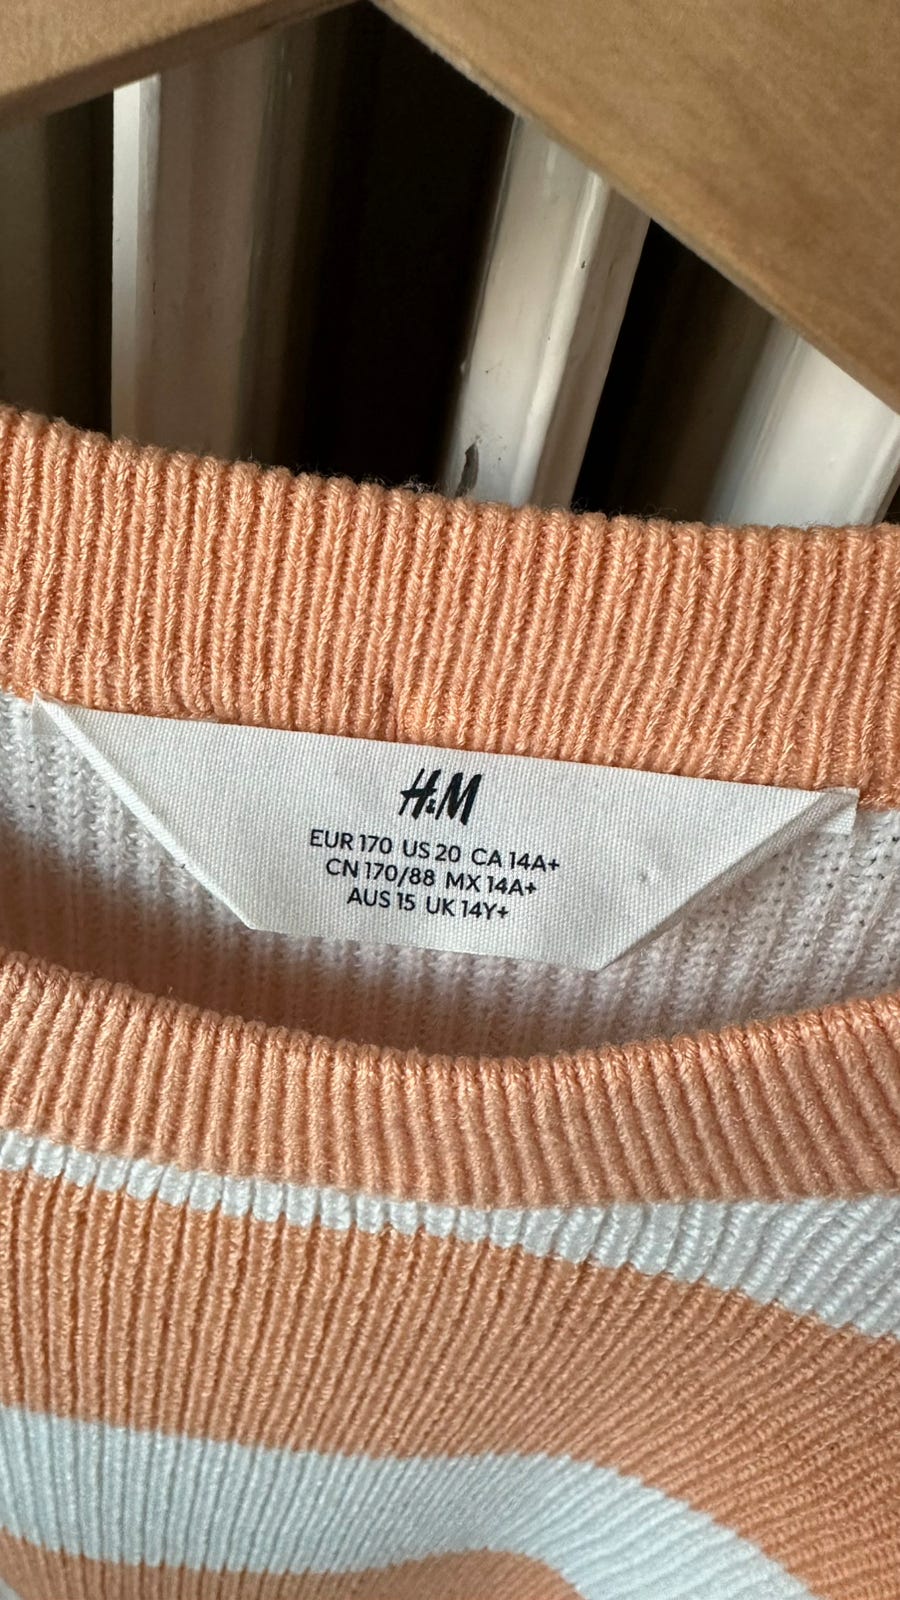 H&M
EUR 170 US 20 CA 14A+
CN 170/88 MX 14A+
AUS 15 UK 14Y+